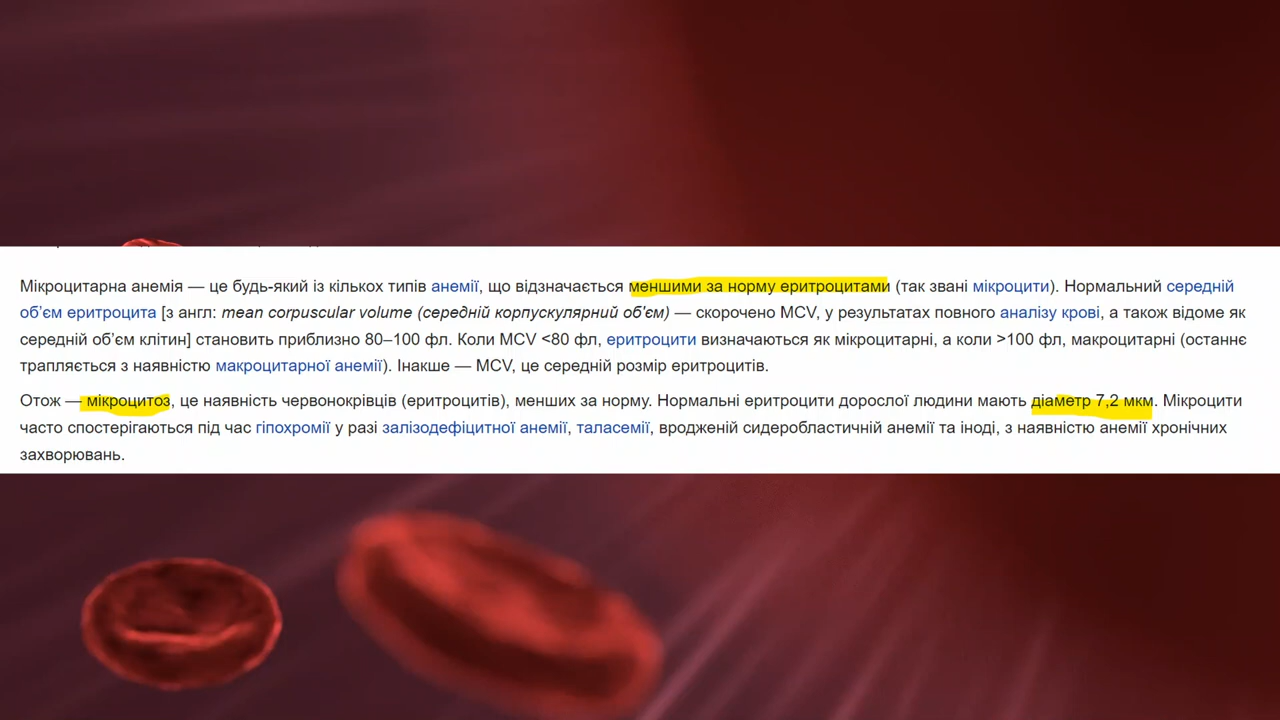 Мікроцитарна анемія — це будь-який із кількох типів анемії, що відзначається меншими за норму еритроцитами (так звані мікроцити). Нормальний середній
об’єм еритроцита [з англ: mean corpuscular volume (середній корпускулярний об'єм) — скорочено MCV, у результатах повного аналізу крові, а також відоме як
середній об’єм клітин] становить приблизно 80–100 фл. Коли MCV <80 фл, еритроцити визначаються як мікроцитарні, а коли >100 фл, макроцитарні (останнє
трапляється з наявністю макроцитарної анемії). Інакше — MCV, це середній розмір еритроцитів.
Отож — мікроцитоз, це наявність червонокрівців (еритроцитів), менших за норму. Нормальні еритроцити дорослої людини мають діаметр 7,2 мкм. Мікроцити
часто спостерігаються під час гіпохромії у разі залізодефіцитної анемії, таласемії, вродженій сидеробластичній анемії та іноді, з наявністю анемії хронічних
захворювань.